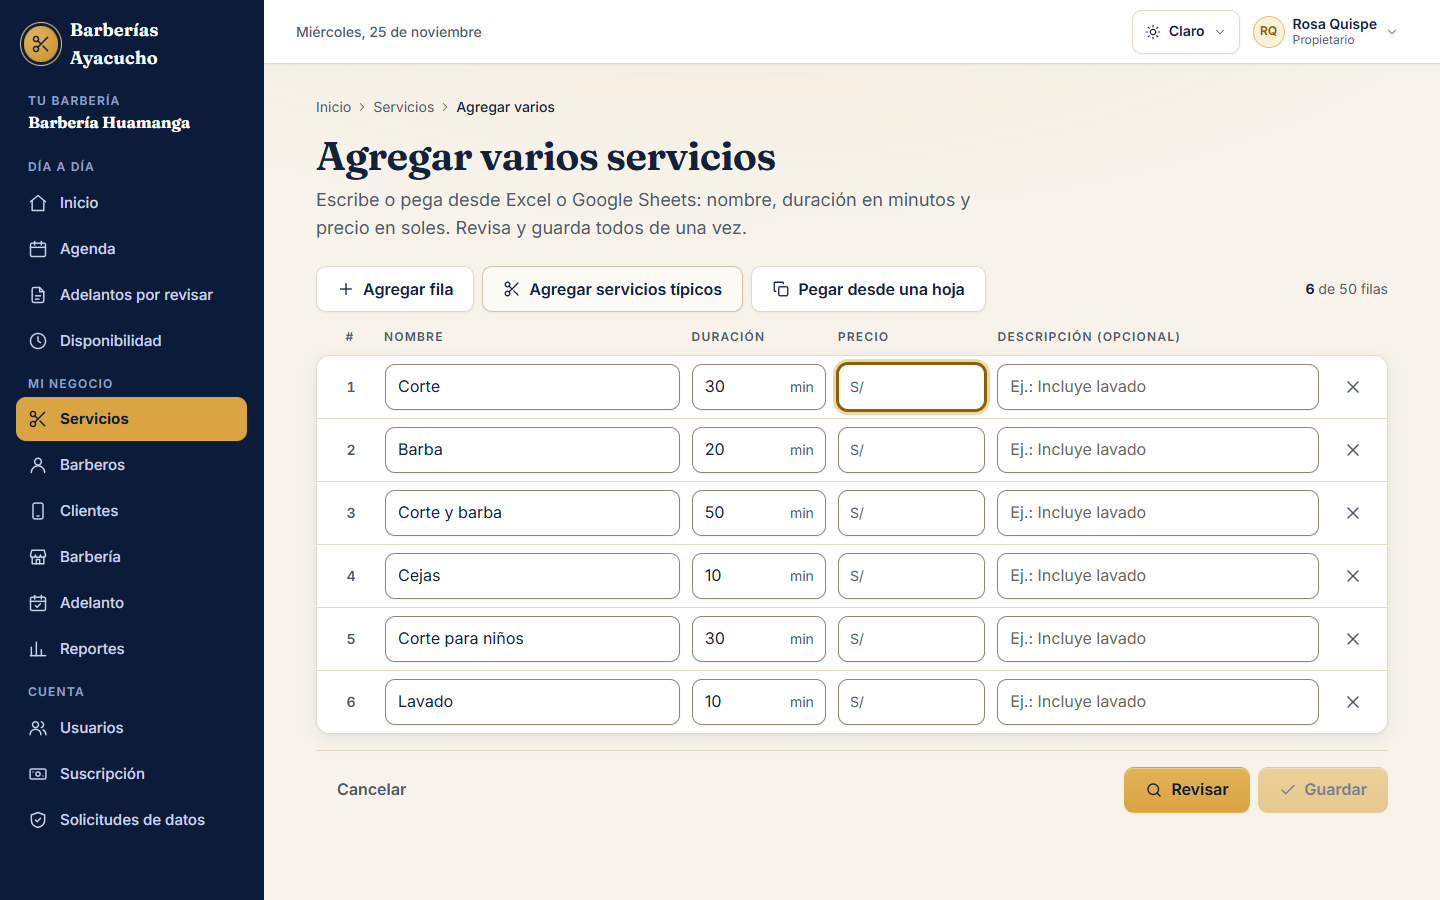 Barberías
Ayacucho
TU BARBERÍA
Barbería Huamanga
DÍA A DÍA
Inicio
Agenda
Adelantos por revisar
Disponibilidad
MI NEGOCIO
Servicios
Barberos
Clientes
Barbería
Adelanto
Reportes
CUENTA
Usuarios
Suscripción
Solicitudes de datos
Miércoles, 25 de noviembre
Claro
RQ
Rosa Quispe
Propietario
Inicio > Servicios > Agregar varios
Agregar varios servicios
Escribe o pega desde Excel o Google Sheets: nombre, duración en minutos y
precio en soles. Revisa y guarda todos de una vez.
Agregar fila
Agregar servicios típicos
Pegar desde una hoja
6 de 50 filas
# NOMBRE DURACIÓN PRECIO DESCRIPCIÓN (OPCIONAL)
1 Corte 30 min S/ Ej.: Incluye lavado
2 Barba 20 min S/ Ej.: Incluye lavado
3 Corte y barba 50 min S/ Ej.: Incluye lavado
4 Cejas 10 min S/ Ej.: Incluye lavado
5 Corte para niños 30 min S/ Ej.: Incluye lavado
6 Lavado 10 min S/ Ej.: Incluye lavado
Cancelar
Revisar
Guardar